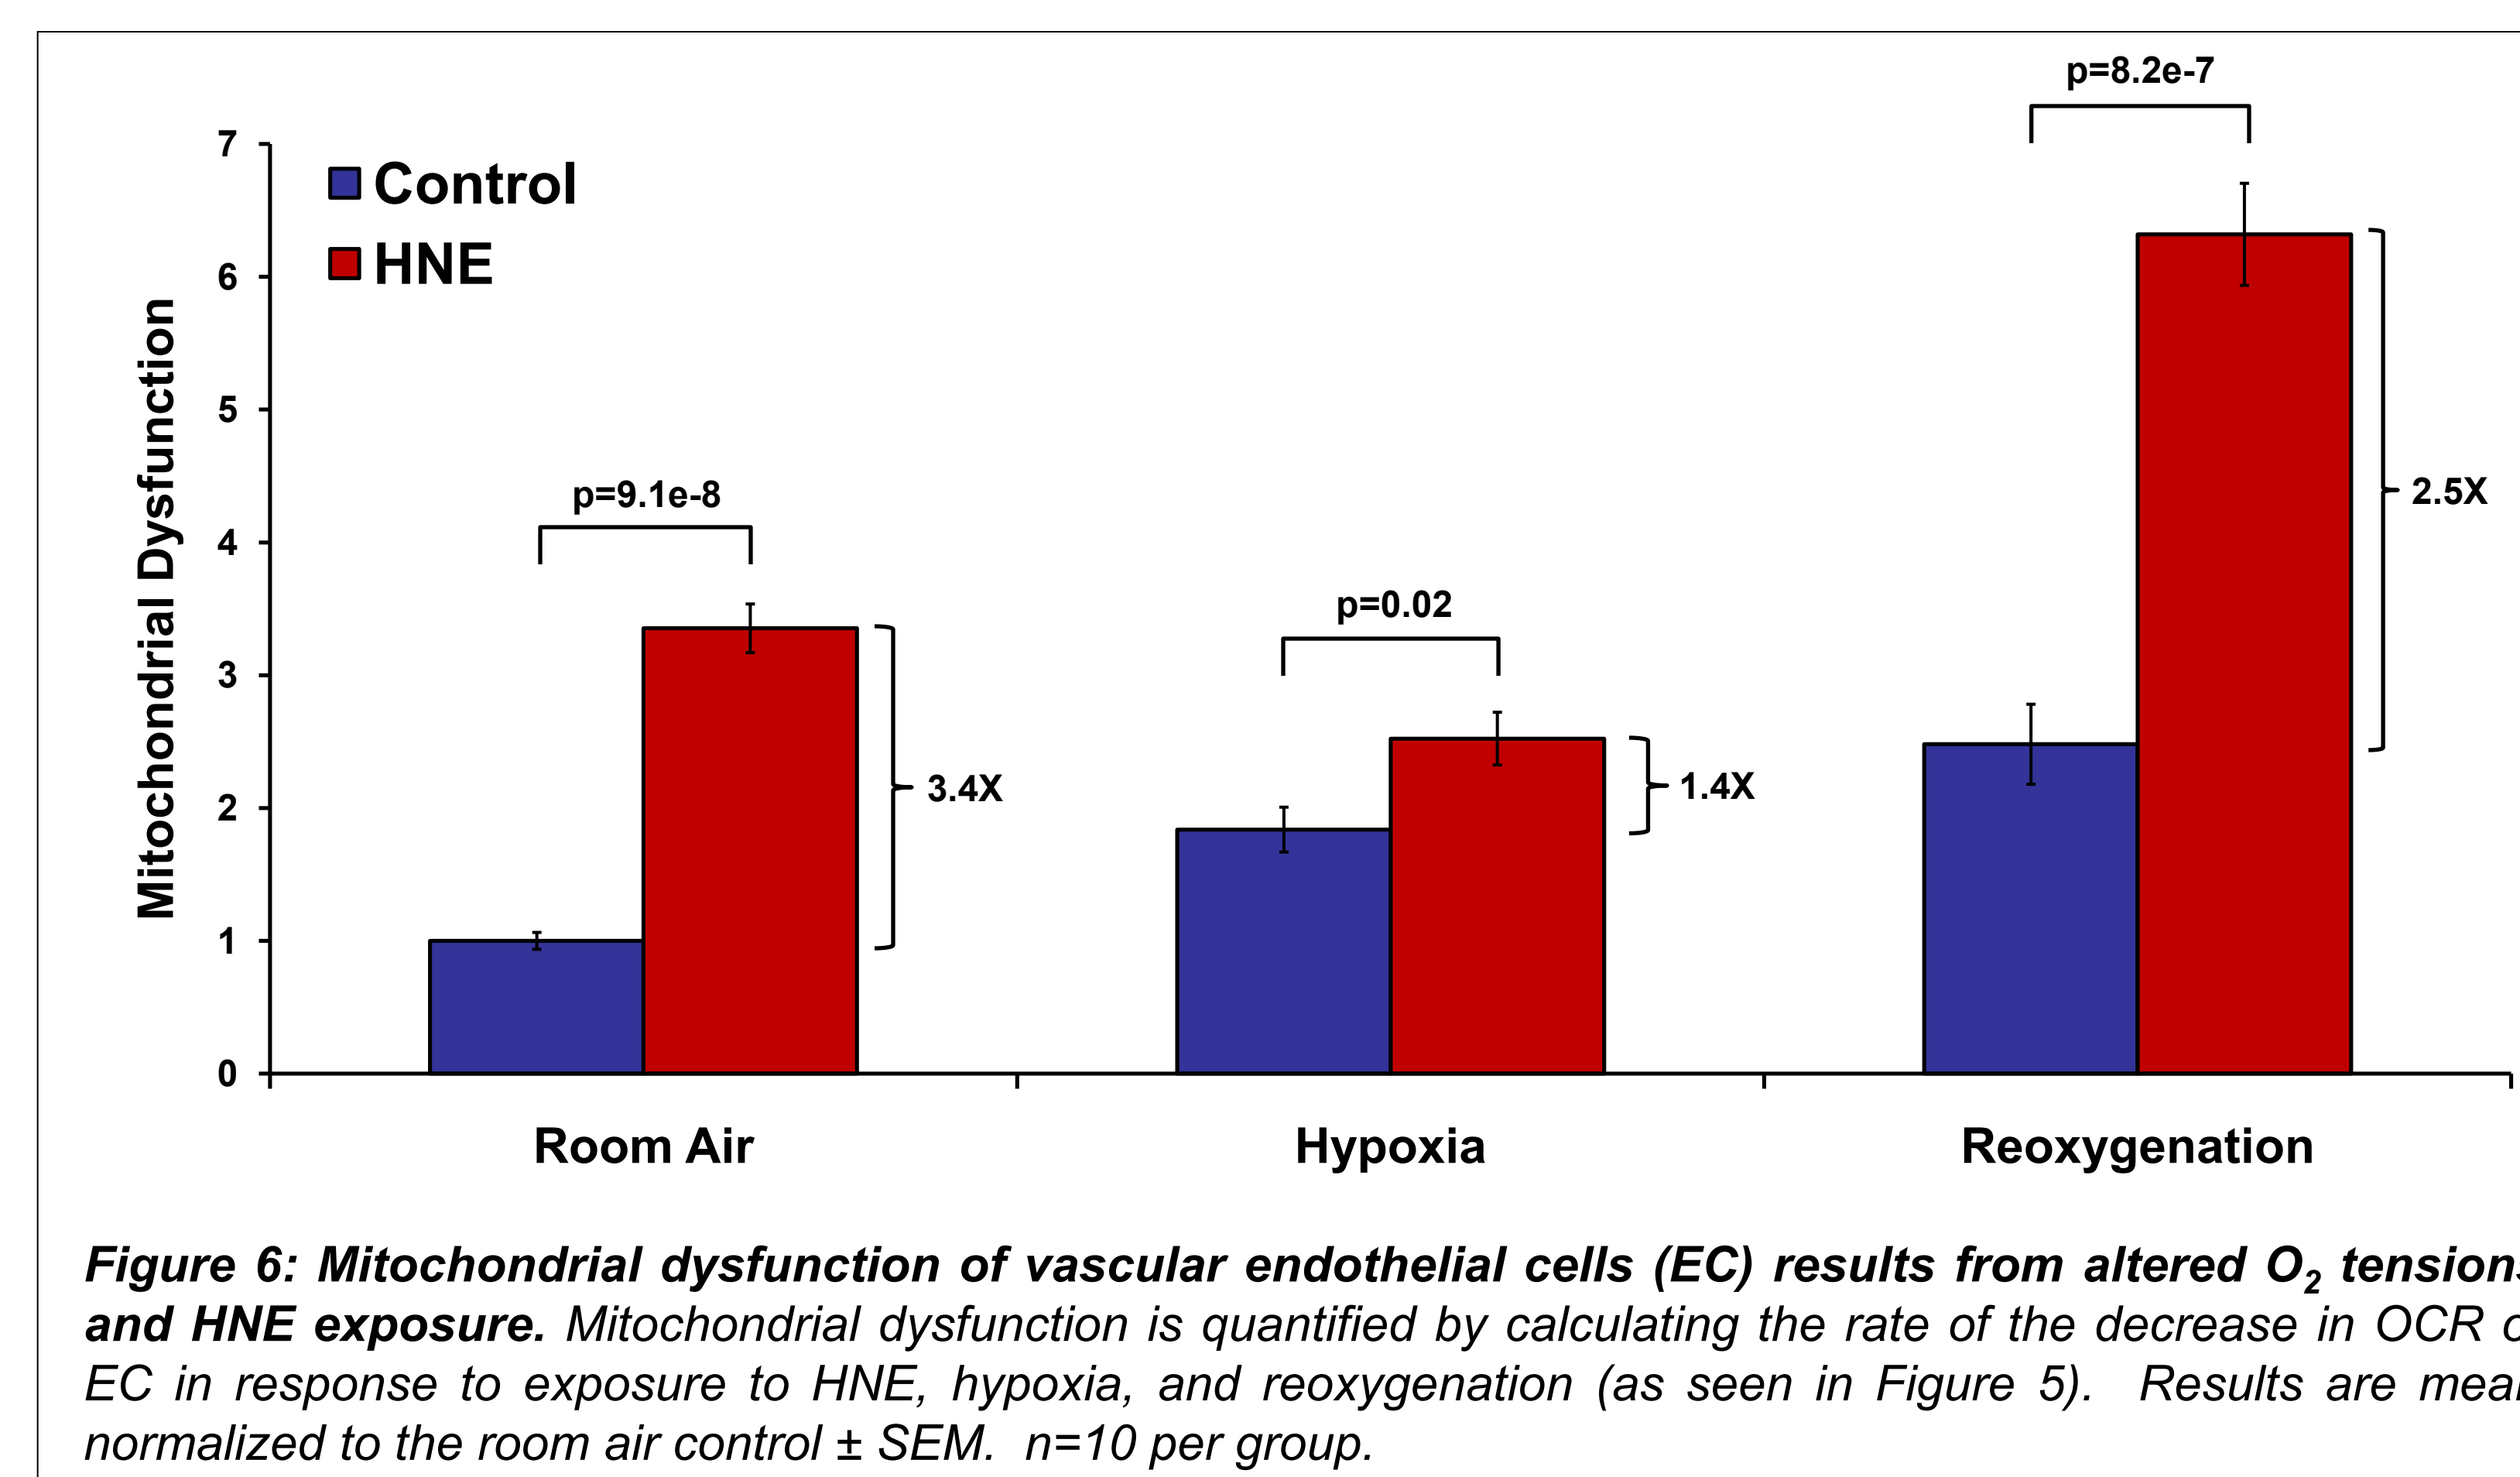 p=8.2e-7
7
Control
6
HNE
5
p=9.1e-8
2.5X
4
p=0.02
3
3.4X
1.4X
2
1
0
Mitochondrial Dysfunction
Room Air
Hypoxia
Reoxygenation
Figure 6: Mitochondrial dysfunction of vascular endothelial cells (EC) results from altered O2 tensions
and HNE exposure. Mitochondrial dysfunction is quantified by calculating the rate of the decrease in OCR
EC in response to exposure to HNE, hypoxia, and reoxygenation (as seen in Figure 5). Results are mean
normalized to the room air control ± SEM. n=10 per group.